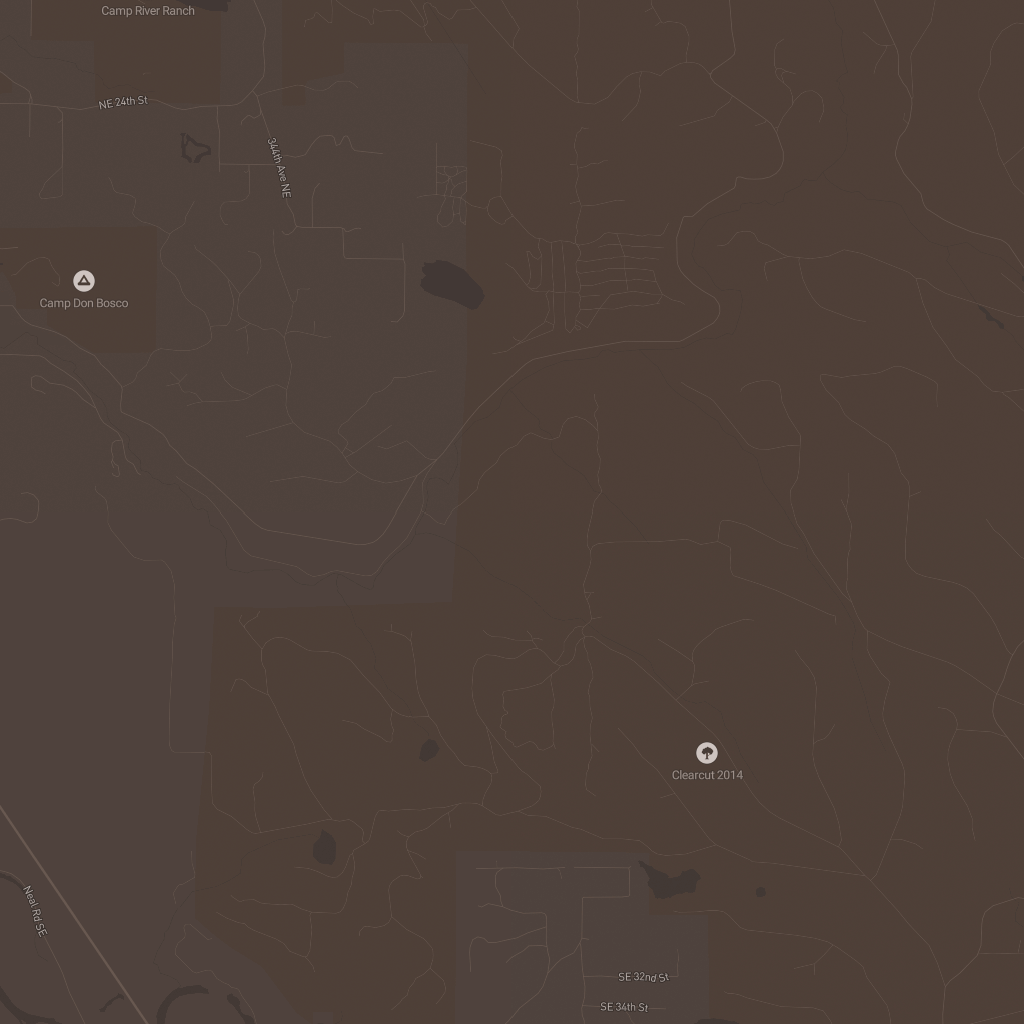 Camp River Ranch
NE 24th St
344th Ave NE
Camp Don Bosco
Clearcut 2014
Neal Rd SE
SE 32nd St
SE 34th St